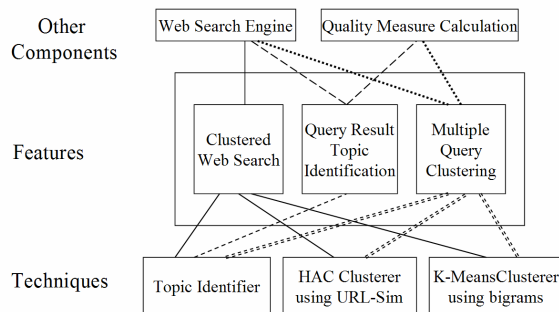 Other
Components
Web Search Engine
Quality Measure Calculation
Features
Clustered
Web Search
Query Result
Topic
Identification
Multiple
Query
Clustering
Techniques
Topic Identifier
HAC Clusterer
using URL-Sim
K-MeansClusterer
using bigrams